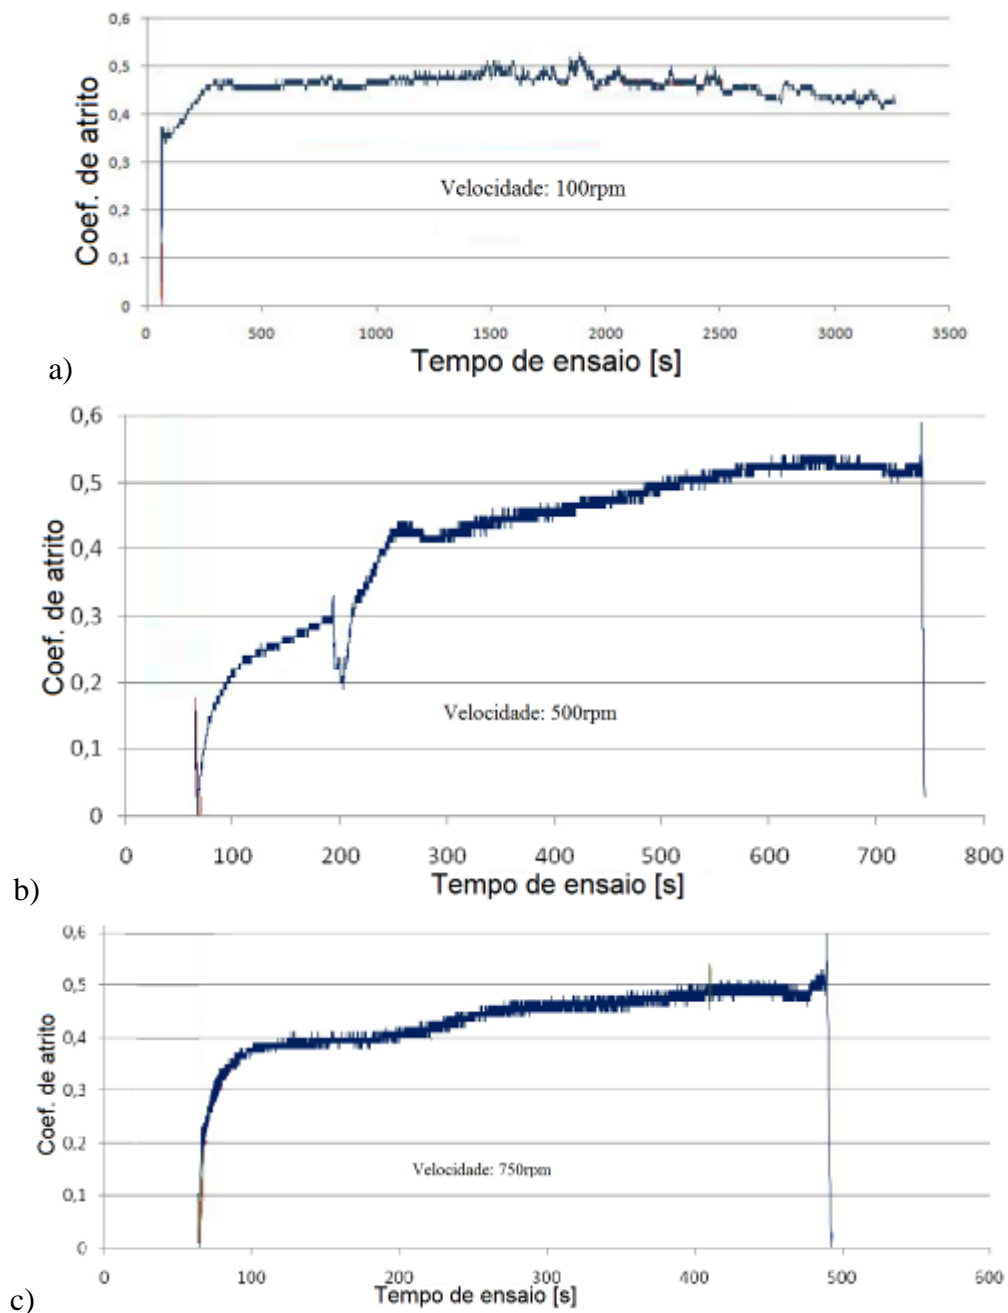 0,6
0,5
0,4
0,3
0,2
0,1
0
Coef. de atrito
Velocidade: 100rpm
0 500 1000 1500 2000 2500 3000 3500
Tempo de ensaio [s]
a)
0,6
0,5
0,4
0,3
0,2
0,1
0
Coef. de atrito
Velocidade: 500rpm
0 100 200 300 400 500 600 700 800
Tempo de ensaio [s]
b)
0,6
0,5
0,4
0,3
0,2
0,1
0
Coef. de atrito
Velocidade: 750rpm
0 100 200 300 400 500 600
Tempo de ensaio [s]
c)